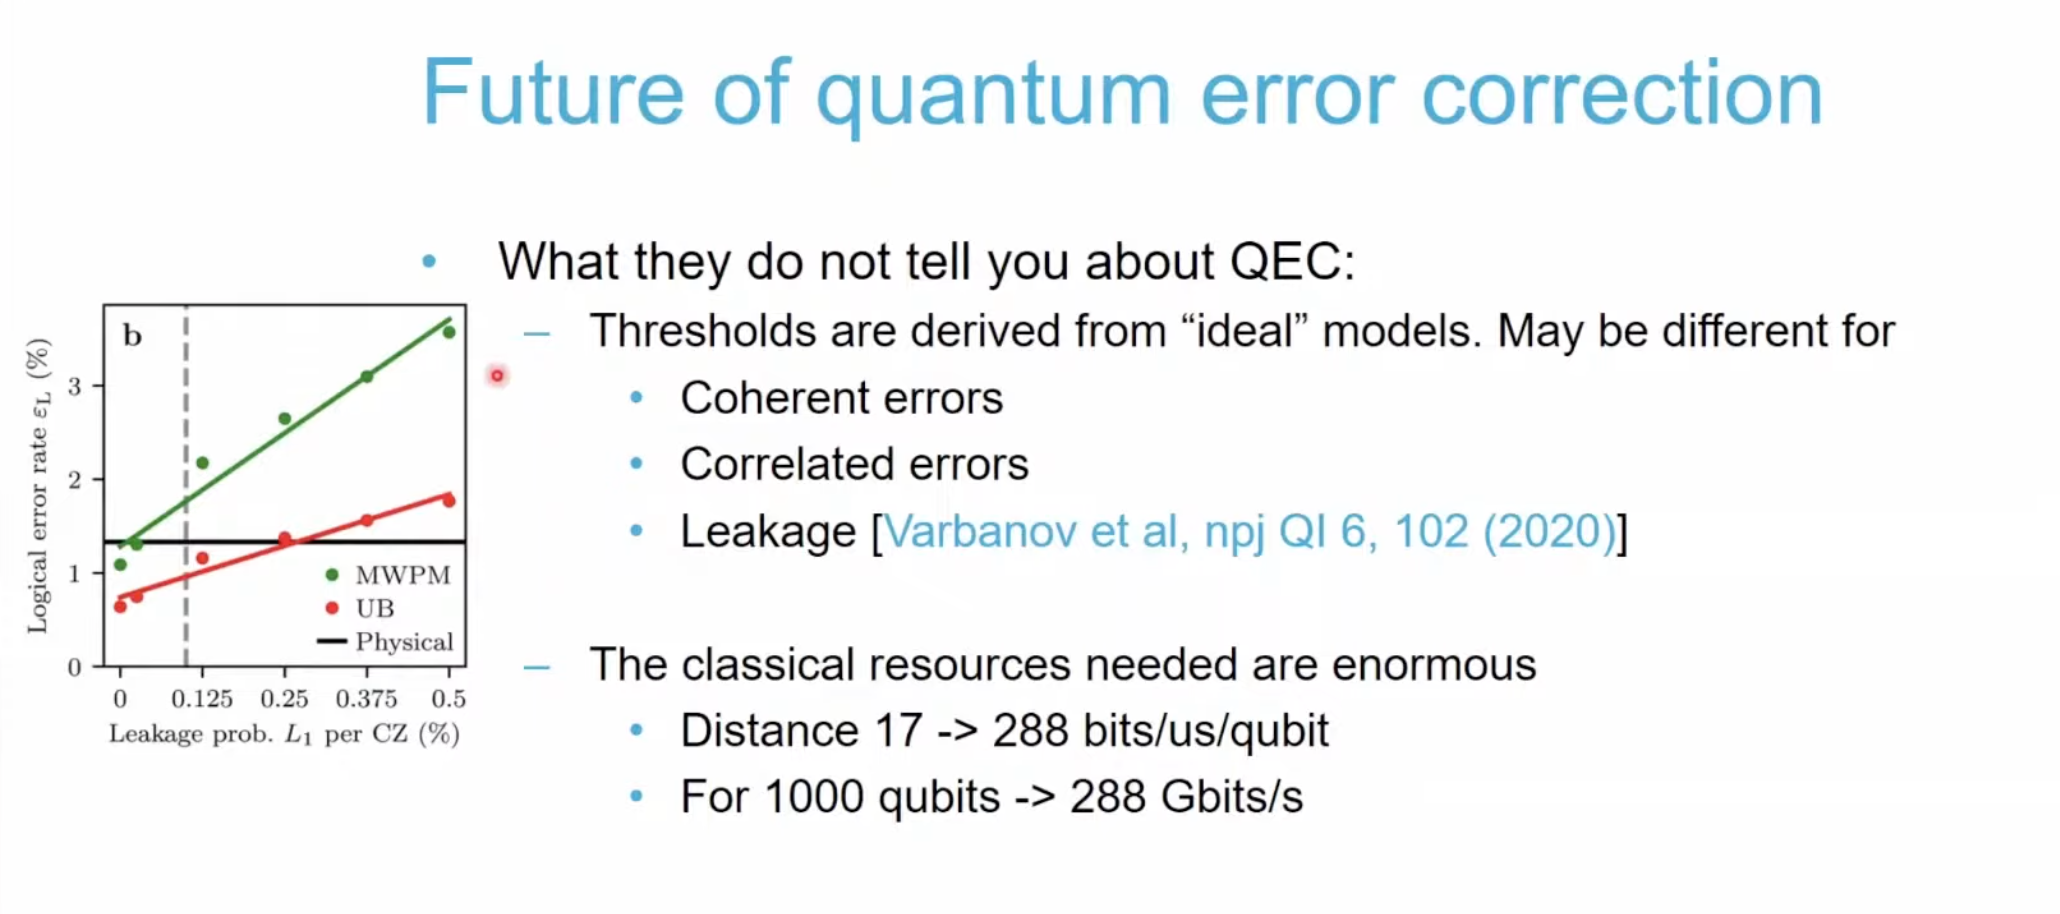 Future of quantum error correction
• What they do not tell you about QEC:
– Thresholds are derived from “ideal” models. May be different for
• Coherent errors
• Correlated errors
• Leakage [Varbanov et al, npj QI 6, 102 (2020)]
– The classical resources needed are enormous
• Distance 17 -> 288 bits/us/qubit
• For 1000 qubits -> 288 Gbits/s
b
Logical error rate εL (%)
3
2
1
0
MWPM
UB
Physical
0 0.125 0.25 0.375 0.5
Leakage prob. L1 per CZ (%)